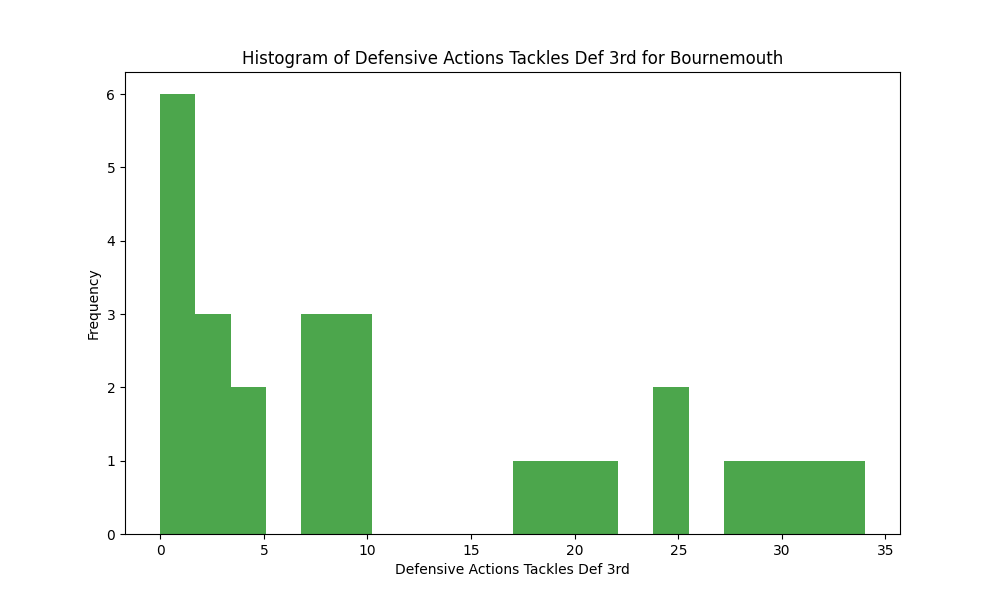 Histogram of Defensive Actions Tackles Def 3rd for Bournemouth
6
5
4
3
2
1
0
Frequency
0 5 10 15 20 25 30 35
Defensive Actions Tackles Def 3rd